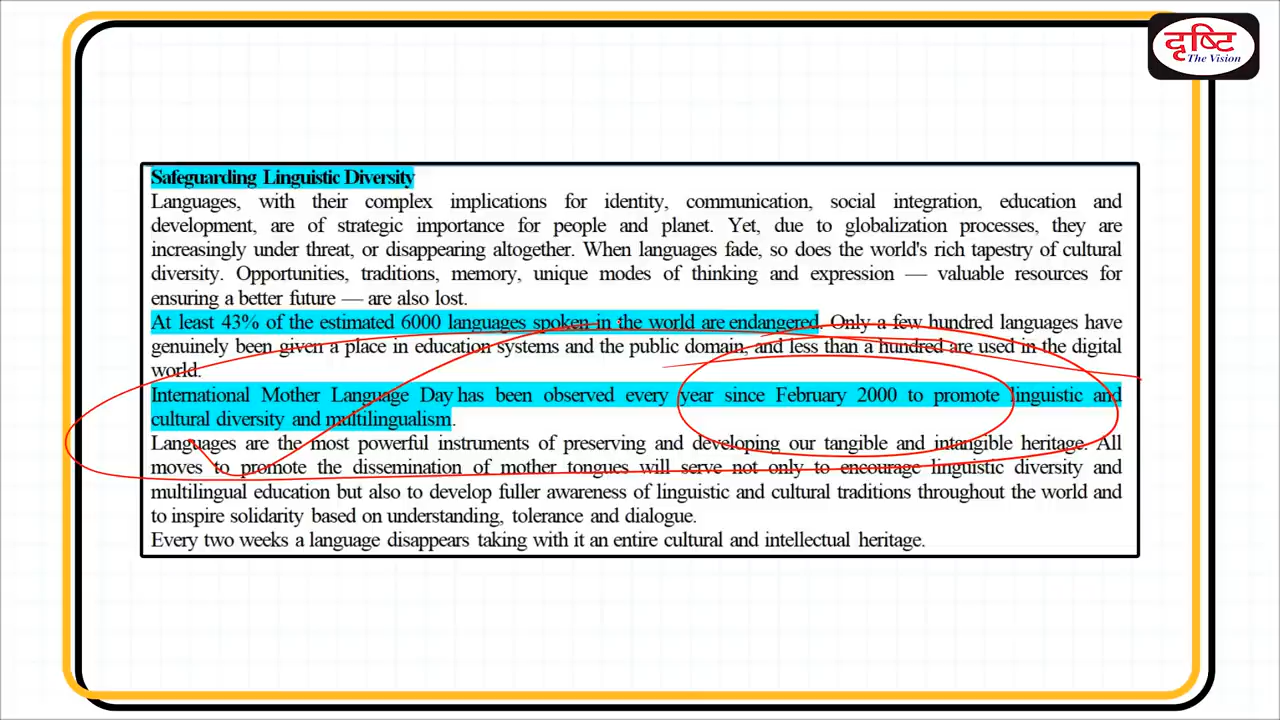 दृष्टि
The Vision
Safeguarding Linguistic Diversity
Languages, with their complex implications for identity, communication, social integration, education and
development, are of strategic importance for people and planet. Yet, due to globalization processes, they are
increasingly under threat, or disappearing altogether. When languages fade, so does the world's rich tapestry of cultural
diversity. Opportunities, traditions, memory, unique modes of thinking and expression — valuable resources for
ensuring a better future — are also lost.
At least 43% of the estimated 6000 languages spoken in the world are endangered. Only a few hundred languages have
genuinely been given a place in education systems and the public domain, and less than a hundred are used in the digital
world.
International Mother Language Day has been observed every year since February 2000 to promote linguistic and
cultural diversity and multilingualism.
Languages are the most powerful instruments of preserving and developing our tangible and intangible heritage. All
moves to promote the dissemination of mother tongues will serve not only to encourage linguistic diversity and
multilingual education but also to develop fuller awareness of linguistic and cultural traditions throughout the world and
to inspire solidarity based on understanding, tolerance and dialogue.
Every two weeks a language disappears taking with it an entire cultural and intellectual heritage.